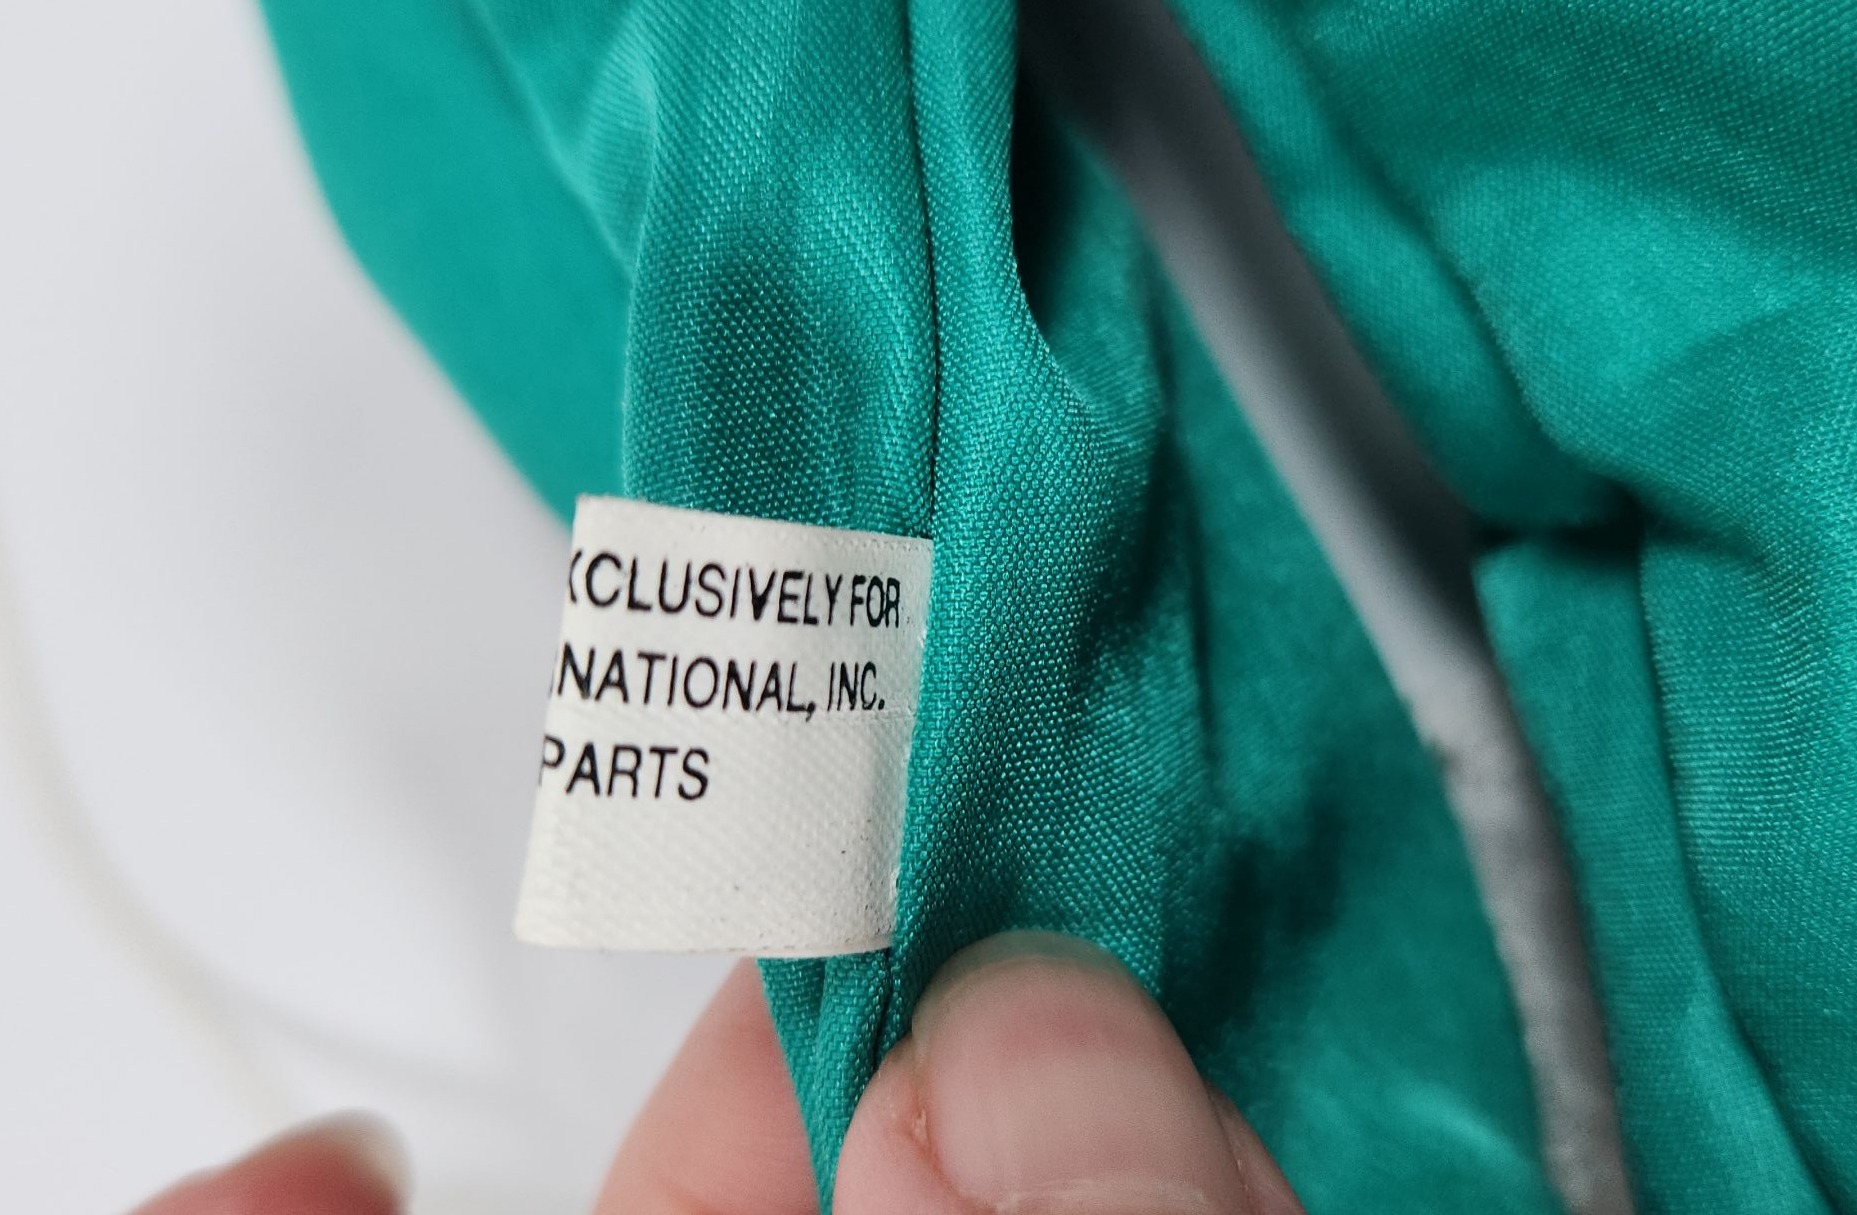 XCLUSIVELY FOR
NATIONAL, INC.
PARTS